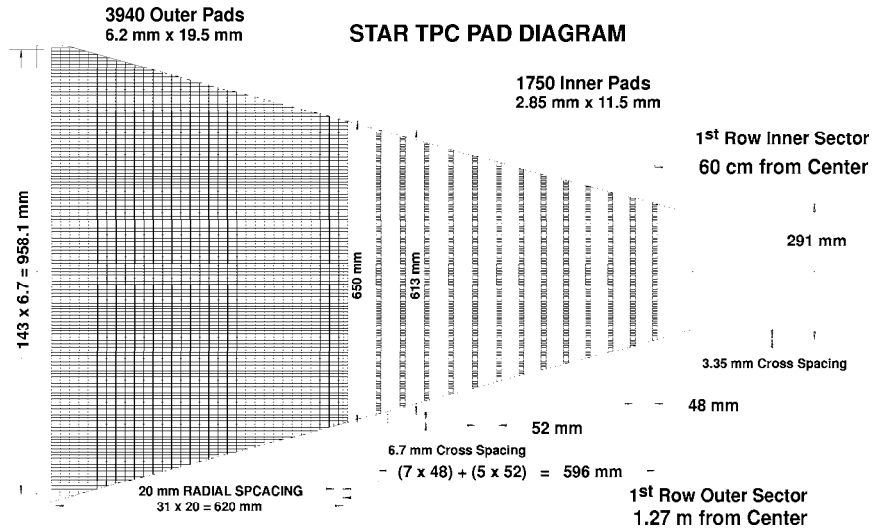 3940 Outer Pads
6.2 mm x 19.5 mm
STAR TPC PAD DIAGRAM
1750 Inner Pads
2.85 mm x 11.5 mm
1st Row Inner Sector
60 cm from Center
291 mm
143 x 6.7 = 958.1 mm
650 mm
613 mm
3.35 mm Cross Spacing
48 mm
52 mm
6.7 mm Cross Spacing
(7 x 48) + (5 x 52) = 596 mm
20 mm RADIAL SPCACING
31 x 20 = 620 mm
1st Row Outer Sector
1.27 m from Center